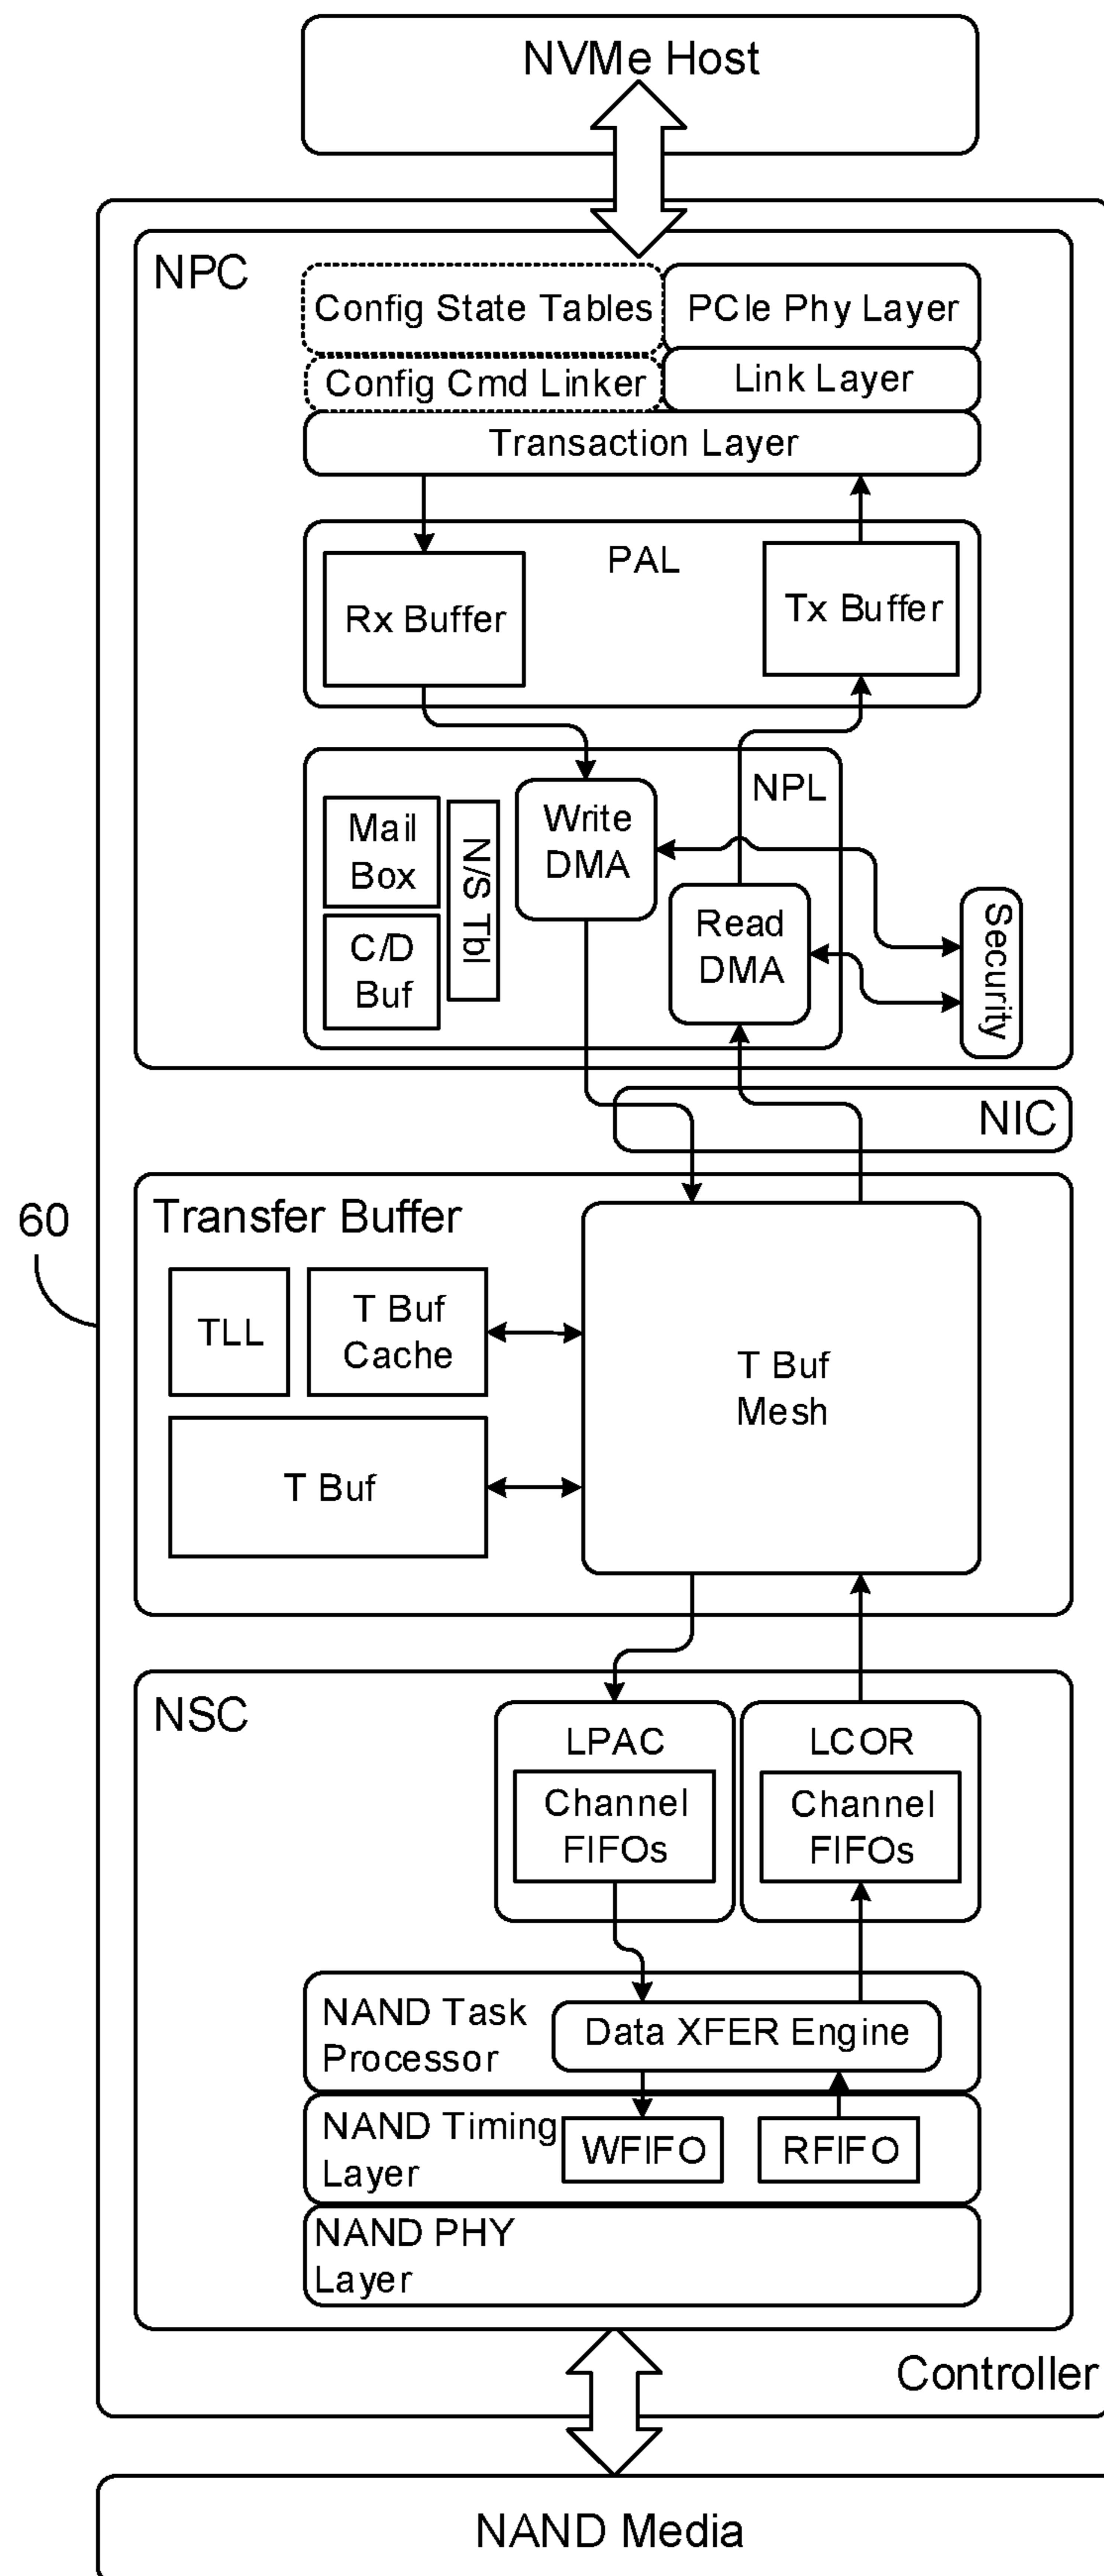 NVMe Host
NPC
Config State Tables
PCIe Phy Layer
Config Cmd Linker
Link Layer
Transaction Layer
PAL
Rx Buffer
Tx Buffer
NPL
Mail
Box
N/S Tbl
Write
DMA
C/D
Buf
Read
DMA
Security
NIC
60
Transfer Buffer
TLL
T Buf
Cache
T Buf
Mesh
T Buf
NSC
LPAC
Channel
FIFOs
LCOR
Channel
FIFOs
NAND Task
Processor
Data XFER Engine
NAND Timing
Layer
WFIFO
RFIFO
NAND PHY
Layer
Controller
NAND Media